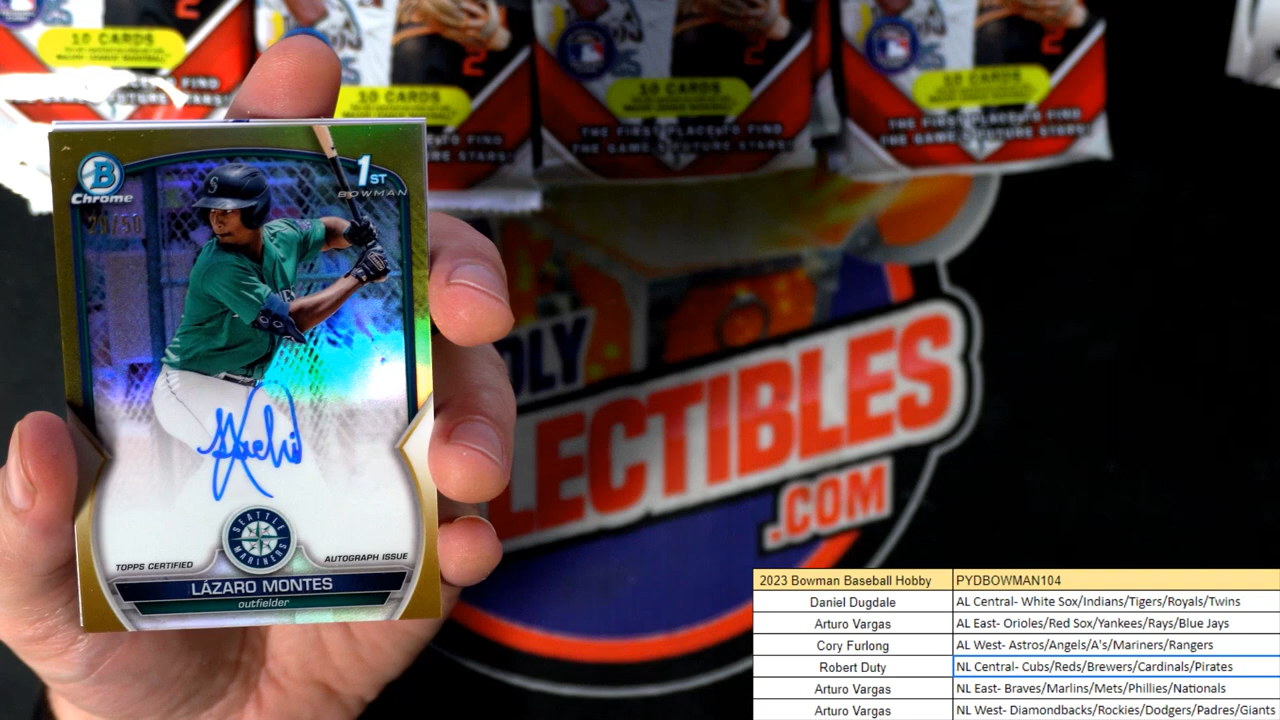 10 CARDS
10 CARDS
10 CARDS
THE FIRST PLACE TO FIND
THE GAME'S FUTURE STARS!
10 CARDS
THE FIRST PLACE TO FIND
THE GAME'S FUTURE STARS!
B
Chrome
1ST
BOWMAN
29/50
S
SEATTLE
MARINERS
TOPPS CERTIFIED
AUTOGRAPH ISSUE
LÁZARO MONTES
outfielder
DLY
LECTIBLES
.COM
2023 Bowman Baseball Hobby PYDBOWMAN104
Daniel Dugdale AL Central- White Sox/Indians/Tigers/Royals/Twins
Arturo Vargas AL East- Orioles/Red Sox/Yankees/Rays/Blue Jays
Cory Furlong AL West- Astros/Angels/A's/Mariners/Rangers
Robert Duty NL Central- Cubs/Reds/Brewers/Cardinals/Pirates
Arturo Vargas NL East- Braves/Marlins/Mets/Phillies/Nationals
Arturo Vargas NL West- Diamondbacks/Rockies/Dodgers/Padres/Giants